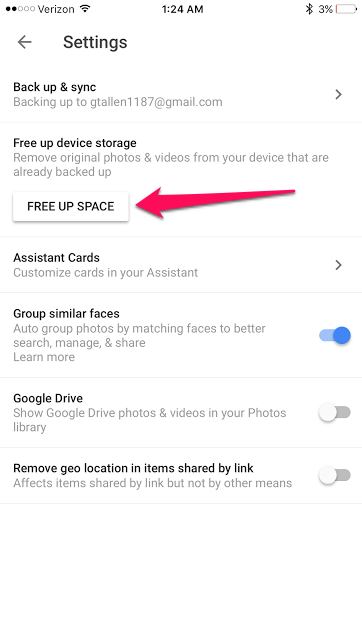 Verizon 1:24 AM 3%
Settings
Back up & sync
Backing up to gtallen1187@gmail.com
Free up device storage
Remove original photos & videos from your device that are
already backed up
FREE UP SPACE
Assistant Cards
Customize cards in your Assistant
Group similar faces
Auto group photos by matching faces to better
search, manage, & share
Learn more
Google Drive
Show Google Drive photos & videos in your Photos
library
Remove geo location in items shared by link
Affects items shared by link but not by other means